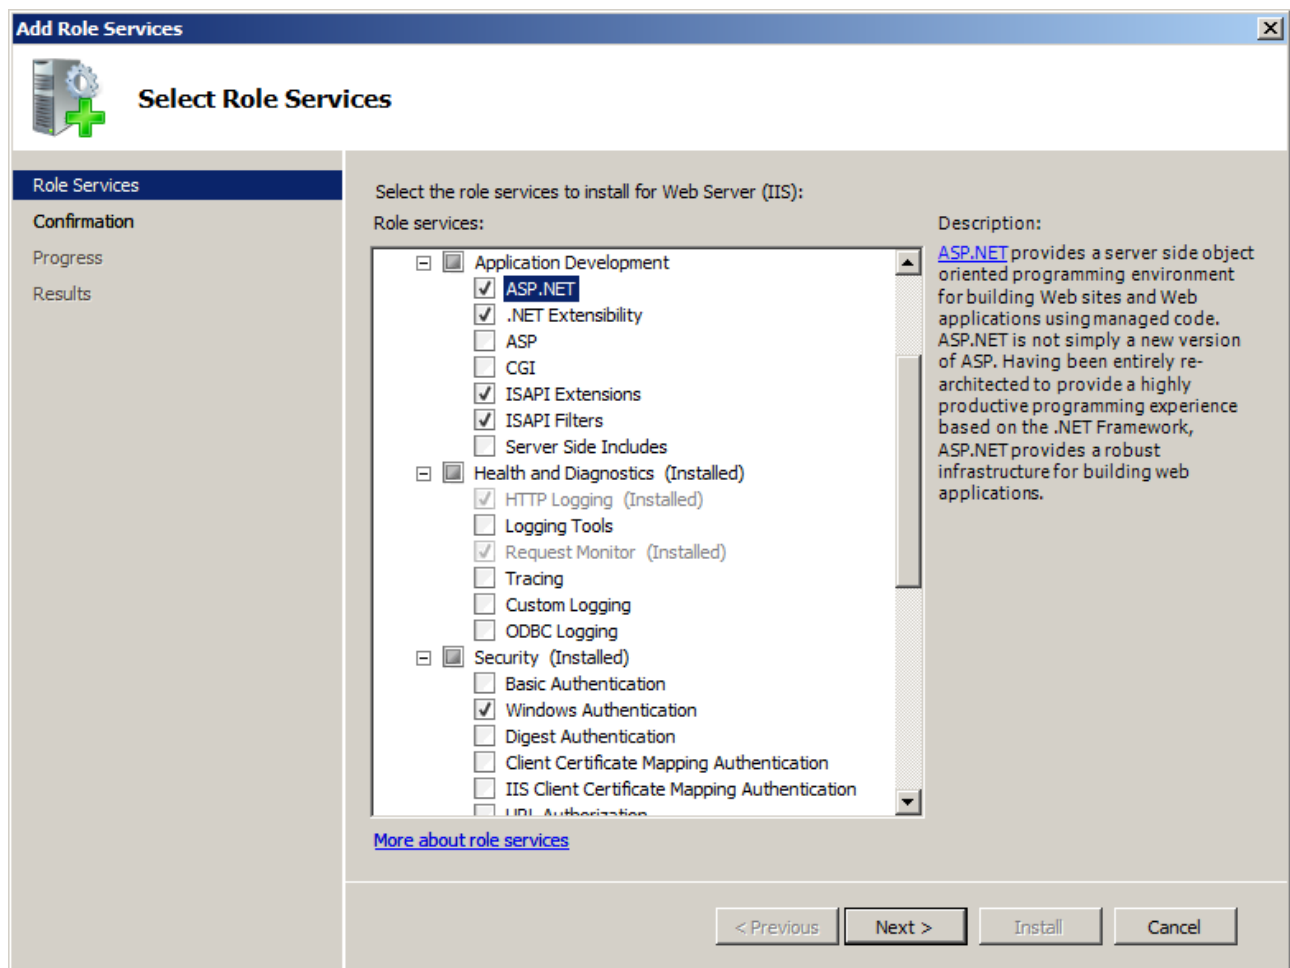 Add Role Services
Select Role Services
Role Services
Confirmation
Progress
Results
Select the role services to install for Web Server (IIS):
Role services:
Application Development
ASP.NET
.NET Extensibility
ASP
CGI
ISAPI Extensions
ISAPI Filters
Server Side Includes
Health and Diagnostics (Installed)
HTTP Logging (Installed)
Logging Tools
Request Monitor (Installed)
Tracing
Custom Logging
ODBC Logging
Security (Installed)
Basic Authentication
Windows Authentication
Digest Authentication
Client Certificate Mapping Authentication
IIS Client Certificate Mapping Authentication
URL Authorization
More about role services
Description:
ASP.NET provides a server side object
oriented programming environment
for building Web sites and Web
applications using managed code.
ASP.NET is not simply a new version
of ASP. Having been entirely re-
architected to provide a highly
productive programming experience
based on the .NET Framework,
ASP.NET provides a robust
infrastructure for building web
applications.
< Previous
Next >
Install
Cancel